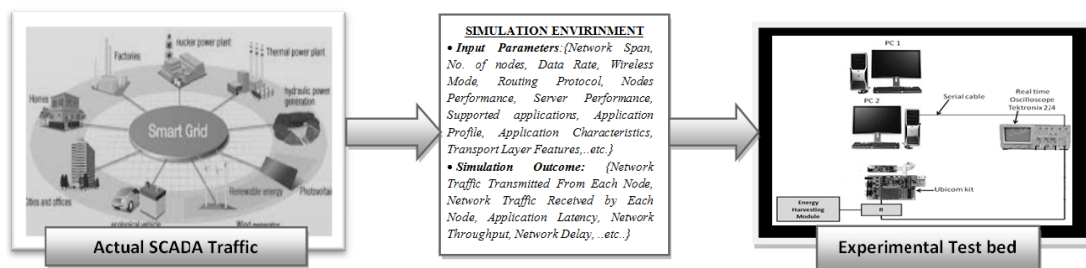 nuclear power plant
Factories
Thermal power plant
hydraulic power
generation
Homes
Smart Grid
Photovoltai
Renewable energy
Cities and offices
ecological vehicle
Wind generator
Actual SCADA Traffic
SIMULATION ENVIRINMENT
• Input Parameters:{Network Span,
No. of nodes, Data Rate, Wireless
Mode, Routing Protocol, Nodes
Performance, Server Performance,
Supported applications, Application
Profile, Application Characteristics,
Transport Layer Features,..etc.}
• Simulation Outcome: {Network
Traffic Transmitted From Each Node,
Network Traffic Received by Each
Node, Application Latency, Network
Throughput, Network Delay, ..etc..}
PC 1
PC 2
Serial cable
Real time
Oscilloscope
Tektronix 224
Ubicom kit
Energy
Harvesting
Module
R
Experimental Test bed